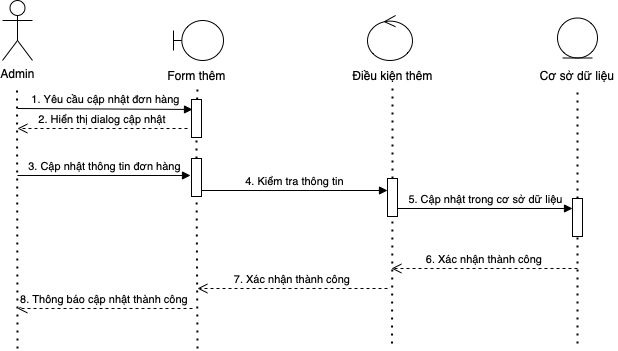 Admin
Form thêm
Điều kiện thêm
Cơ sở dữ liệu
1. Yêu cầu cập nhật đơn hàng
2. Hiển thị dialog cập nhật
3. Cập nhật thông tin đơn hàng
4. Kiểm tra thông tin
5. Cập nhật trong cơ sở dữ liệu
6. Xác nhận thành công
7. Xác nhận thành công
8. Thông báo cập nhật thành công